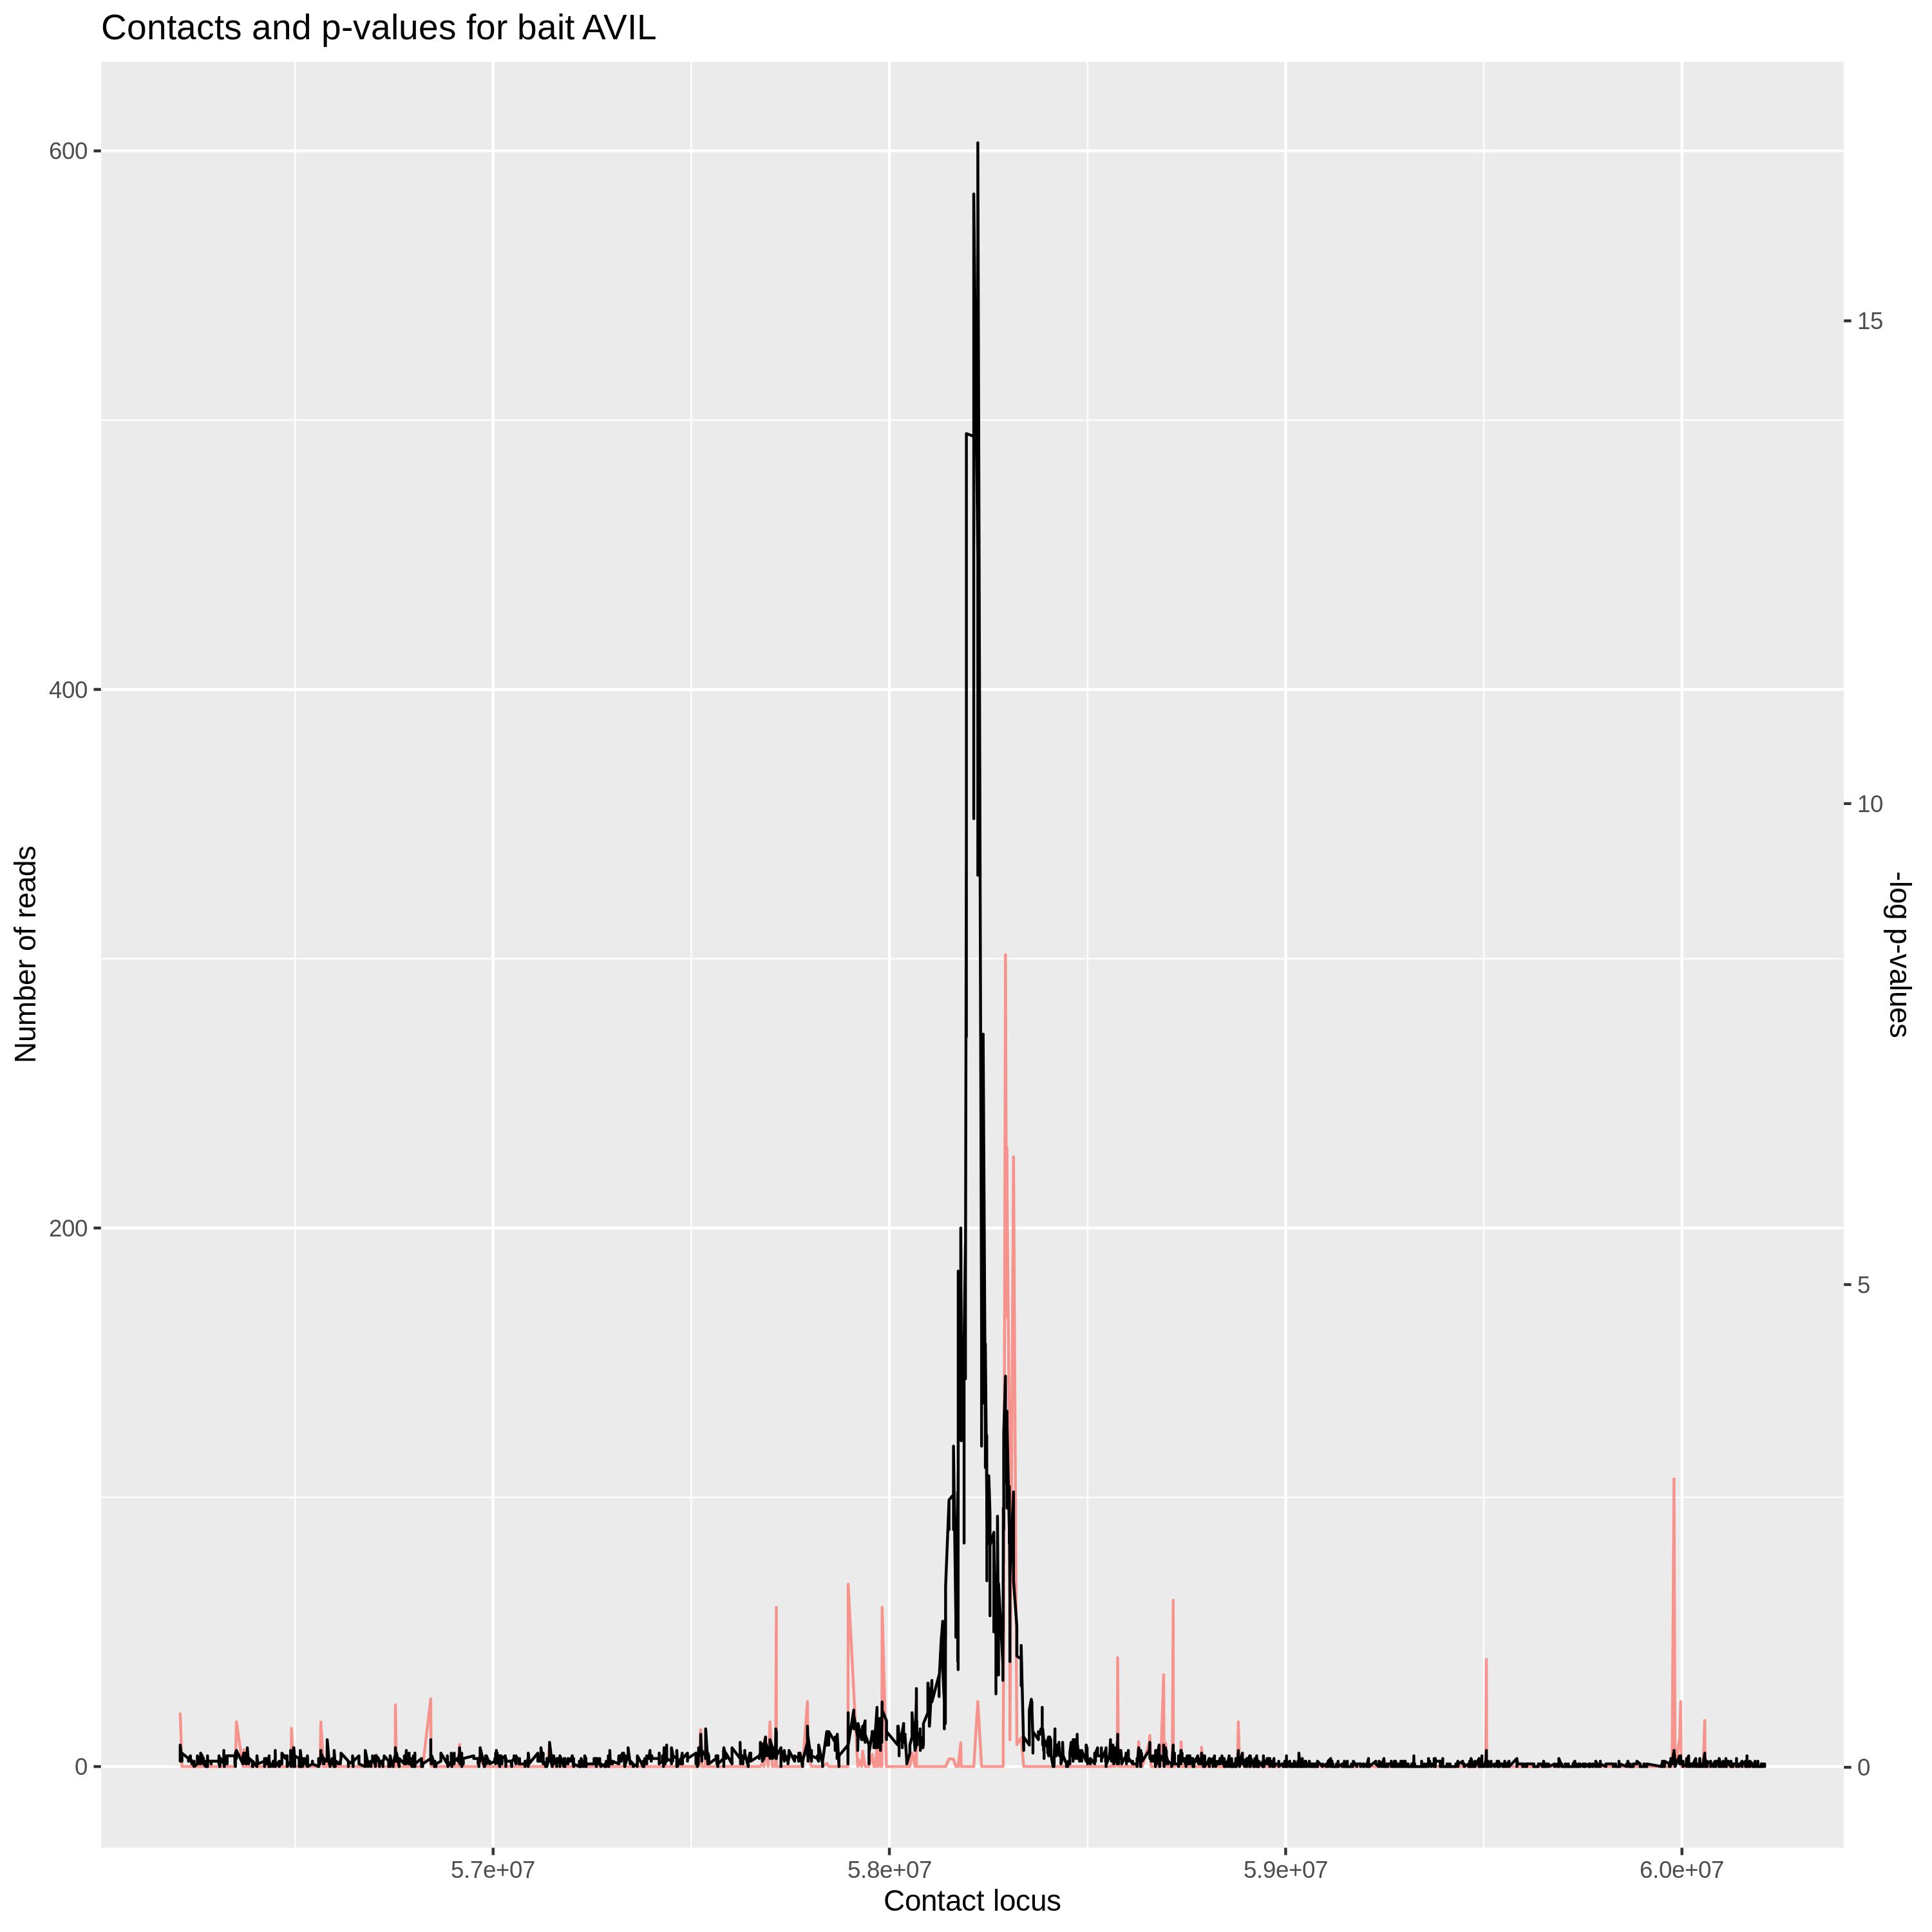 Contacts and p-values for bait AVIL
600
400
200
0
Number of reads
15
10
5
0
-log p-values
5.7e+07
5.8e+07
5.9e+07
6.0e+07
Contact locus